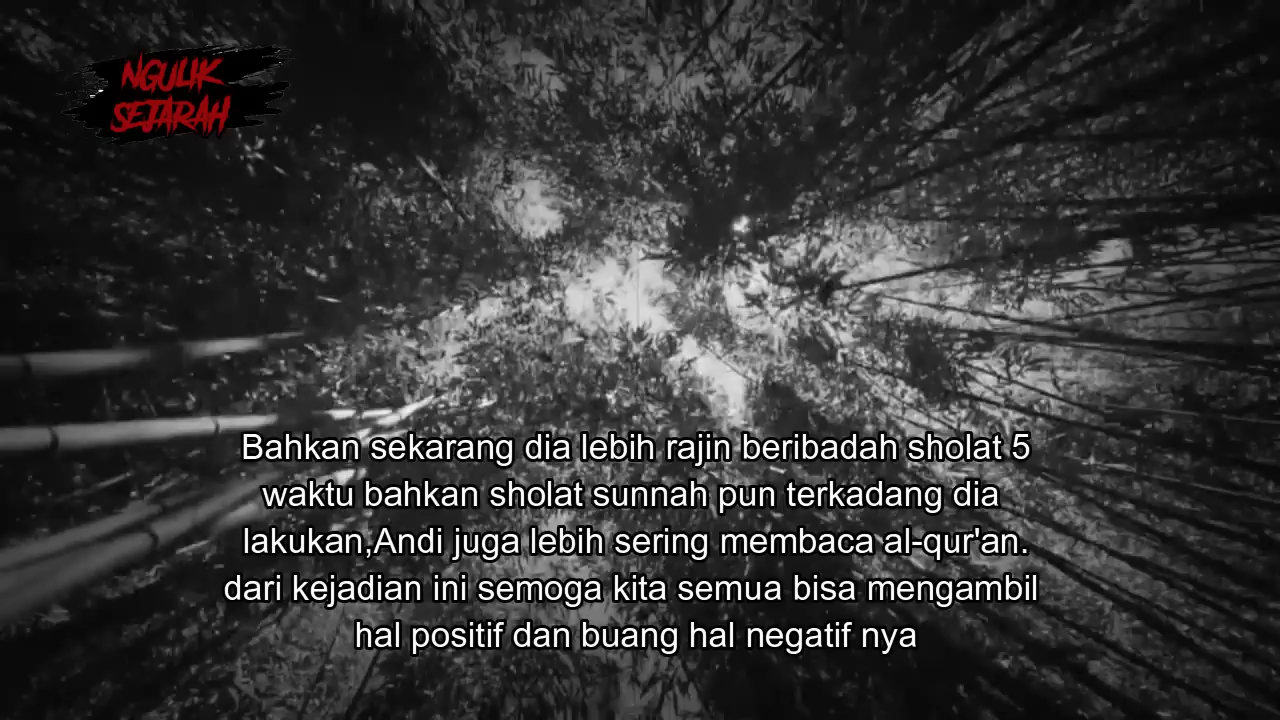 NGULIK
SEJARAH
Bahkan sekarang dia lebih rajin beribadah sholat 5
waktu bahkan sholat sunnah pun terkadang dia
lakukan,Andi juga lebih sering membaca al-qur'an.
dari kejadian ini semoga kita semua bisa mengambil
hal positif dan buang hal negatif nya